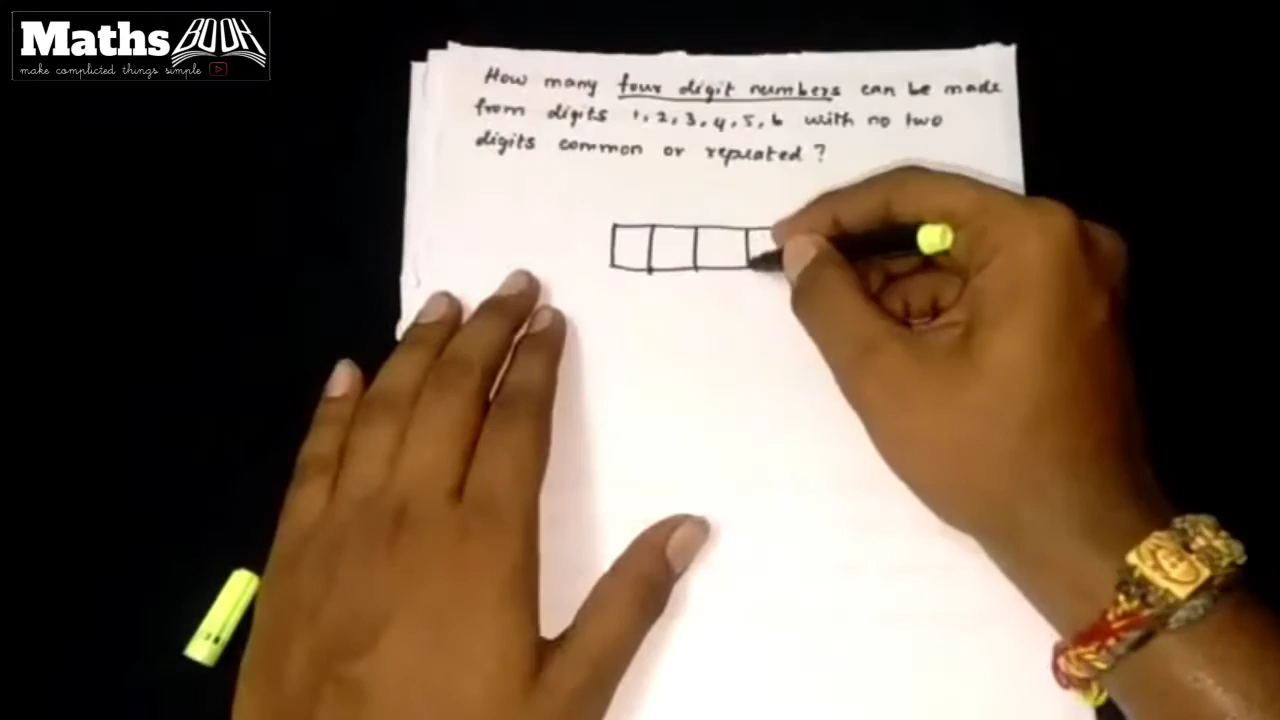 Maths BOOK
make complicted things simple
How many four digit numbers can be made
from digits 1, 2, 3, 4, 5, 6 with no two
digits common or repeated ?